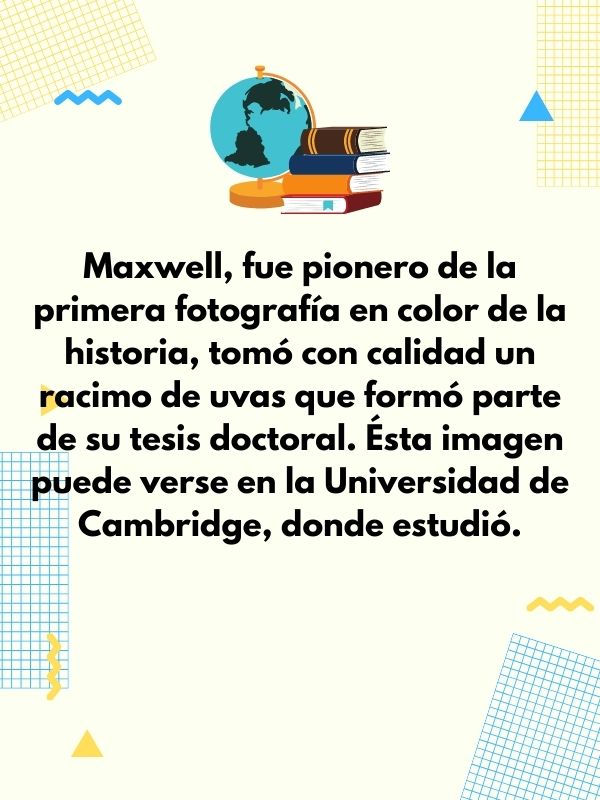 Maxwell, fue pionero de la
primera fotografía en color de la
historia, tomó con calidad un
racimo de uvas que formó parte
de su tesis doctoral. Ésta imagen
puede verse en la Universidad de
Cambridge, donde estudió.